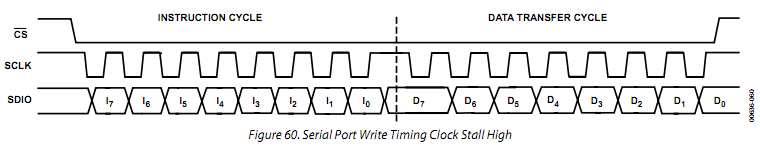 INSTRUCTION CYCLE DATA TRANSFER CYCLE
CS
SCLK
SDIO I7 I6 I5 I4 I3 I2 I1 I0 D7 D6 D5 D4 D3 D2 D1 D0
00636-060
Figure 60. Serial Port Write Timing Clock Stall High